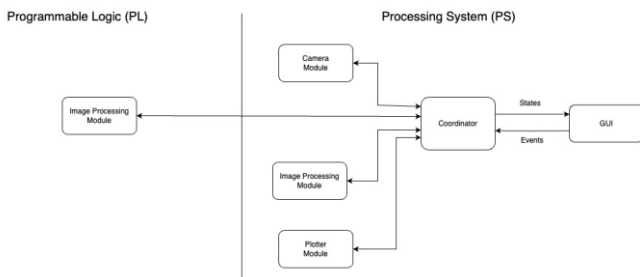 Programmable Logic (PL)
Processing System (PS)
Camera
Module
Image Processing
Module
Coordinator
States
Events
GUI
Image Processing
Module
Plotter
Module